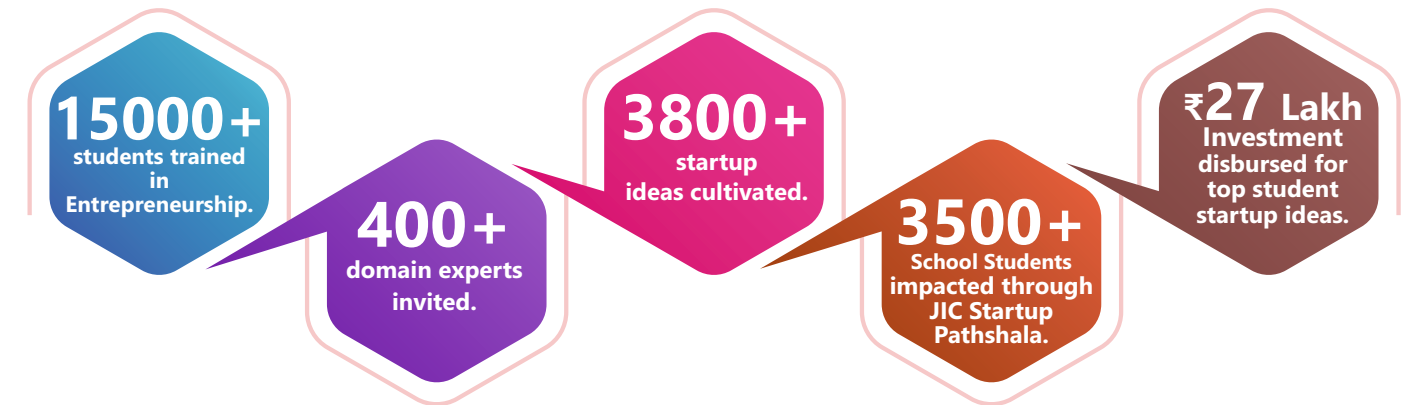 15000+
students trained
in
Entrepreneurship.
400+
domain experts
invited.
3800+
startup
ideas cultivated.
3500+
School Students
impacted through
JIC Startup
Pathshala.
₹27 Lakh
Investment
disbursed for
top student
startup ideas.